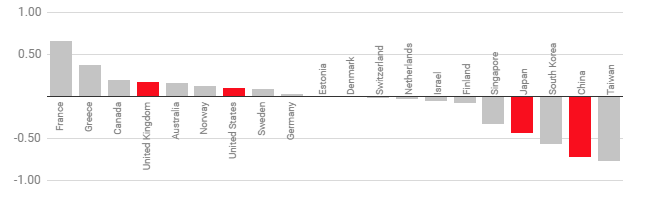 1.00
0.50
-0.50
-1.00
France
Greece
Canada
United Kingdom
Australia
Norway
United States
Sweden
Germany
Estonia
Denmark
Switzerland
Netherlands
Israel
Finland
Singapore
Japan
South Korea
China
Taiwan